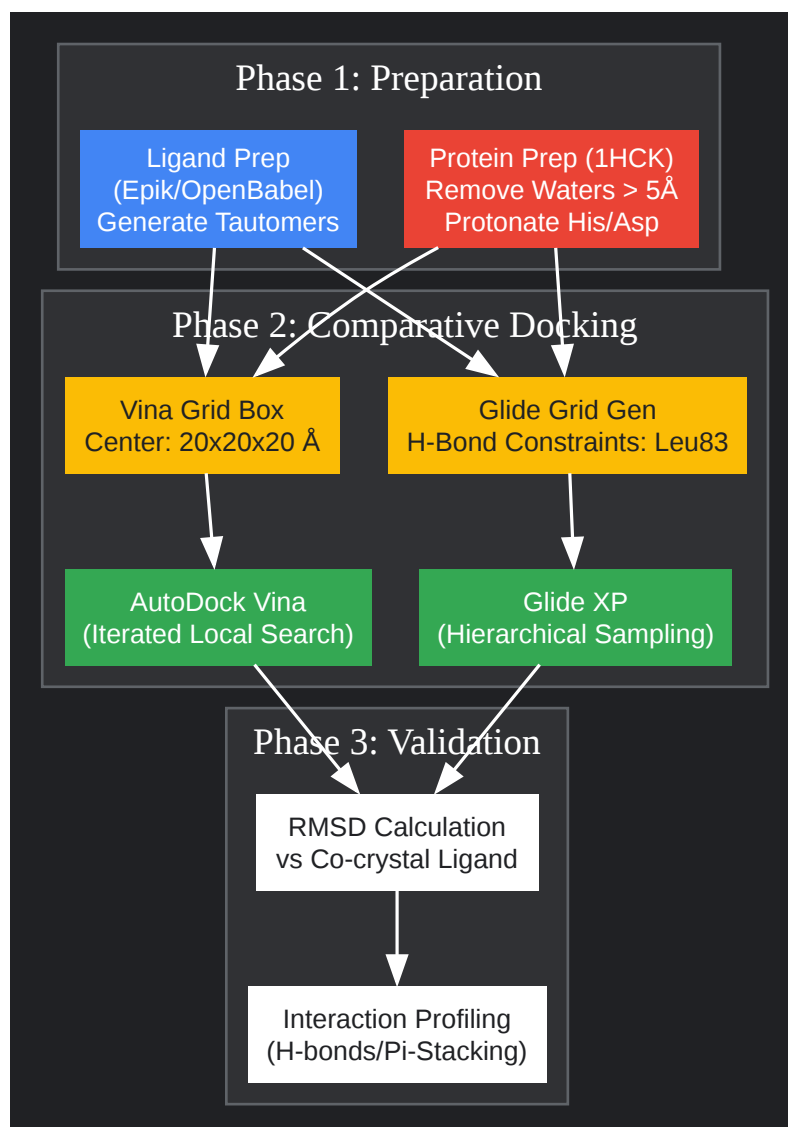 Phase 1: Preparation
Ligand Prep
(Epik/OpenBabel)
Generate Tautomers
Protein Prep (1HCK)
Remove Waters > 5Å
Protonate His/Asp
Phase 2: Comparative Docking
Vina Grid Box
Center: 20x20x20 Å
Glide Grid Gen
H-Bond Constraints: Leu83
AutoDock Vina
(Iterated Local Search)
Glide XP
(Hierarchical Sampling)
Phase 3: Validation
RMSD Calculation
vs Co-crystal Ligand
Interaction Profiling
(H-bonds/Pi-Stacking)